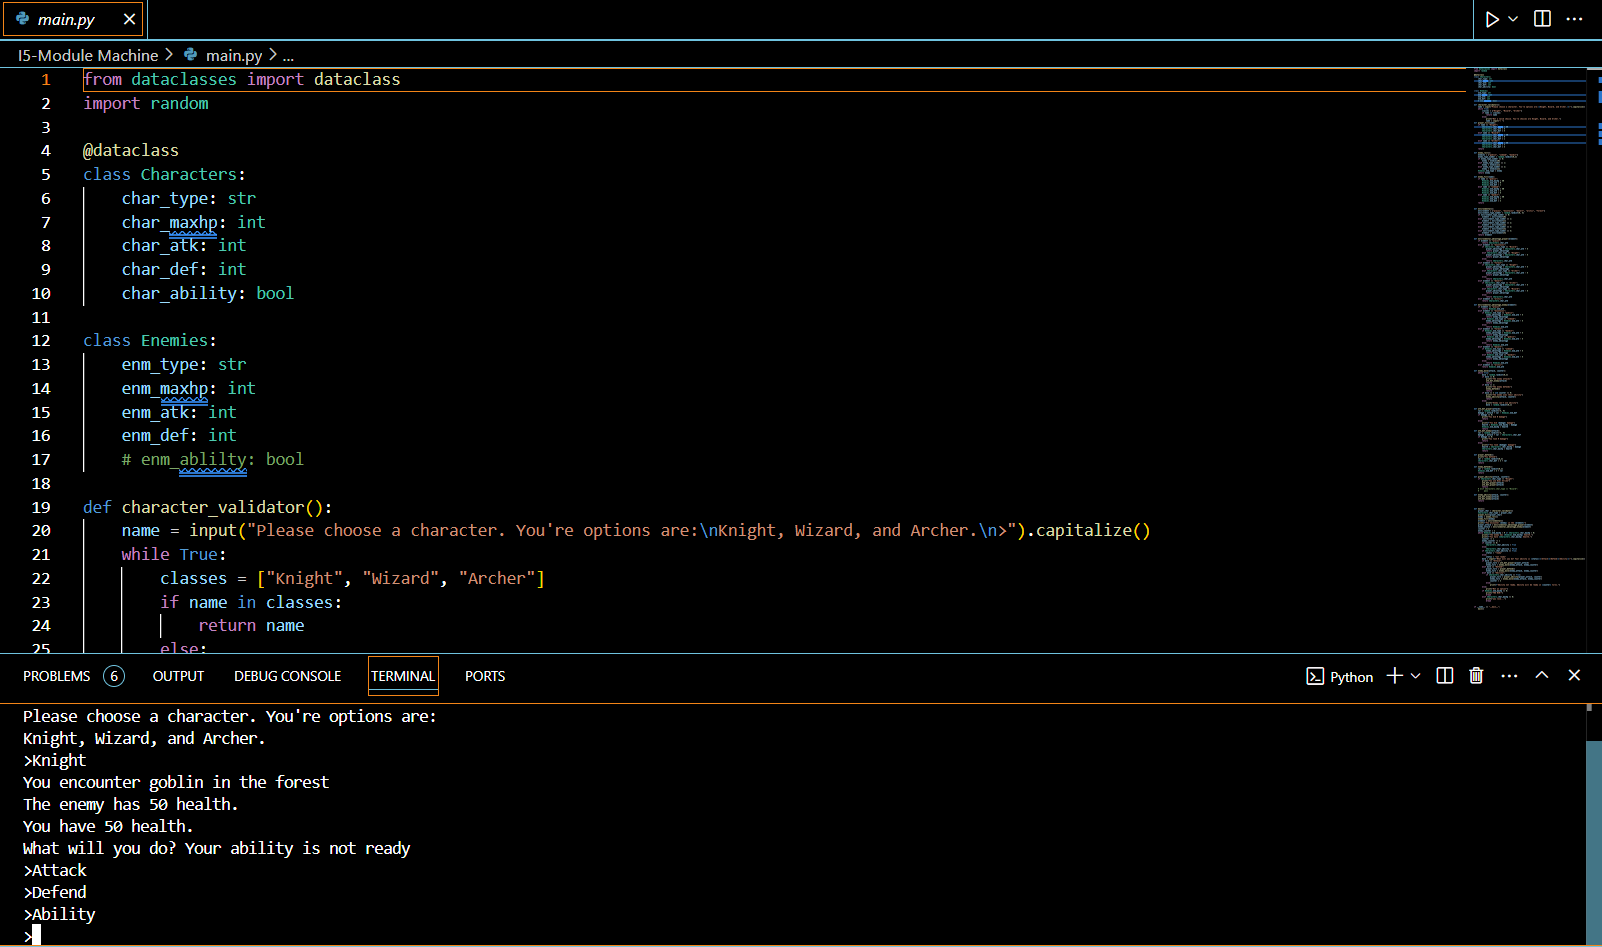 main.py
I5-Module Machine > main.py > ...
1 from dataclasses import dataclass
2 import random
3
4 @dataclass
5 class Characters:
6 char_type: str
7 char_maxhp: int
8 char_atk: int
9 char_def: int
10 char_ability: bool
11
12 class Enemies:
13 enm_type: str
14 enm_maxhp: int
15 enm_atk: int
16 enm_def: int
17 # enm_ablilty: bool
18
19 def character_validator():
20 name = input("Please choose a character. You're options are:\nKnight, Wizard, and Archer.\n>").capitalize()
21 while True:
22 classes = ["Knight", "Wizard", "Archer"]
23 if name in classes:
24 return name
25 else:
PROBLEMS 6 OUTPUT DEBUG CONSOLE TERMINAL PORTS Python
Please choose a character. You're options are:
Knight, Wizard, and Archer.
>Knight
You encounter goblin in the forest
The enemy has 50 health.
You have 50 health.
What will you do? Your ability is not ready
>Attack
>Defend
>Ability
>